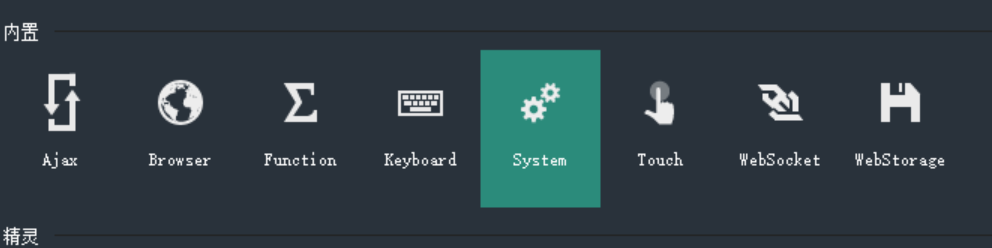 内置
Ajax Browser Function Keyboard System Touch WebSocket WebStorage
精灵